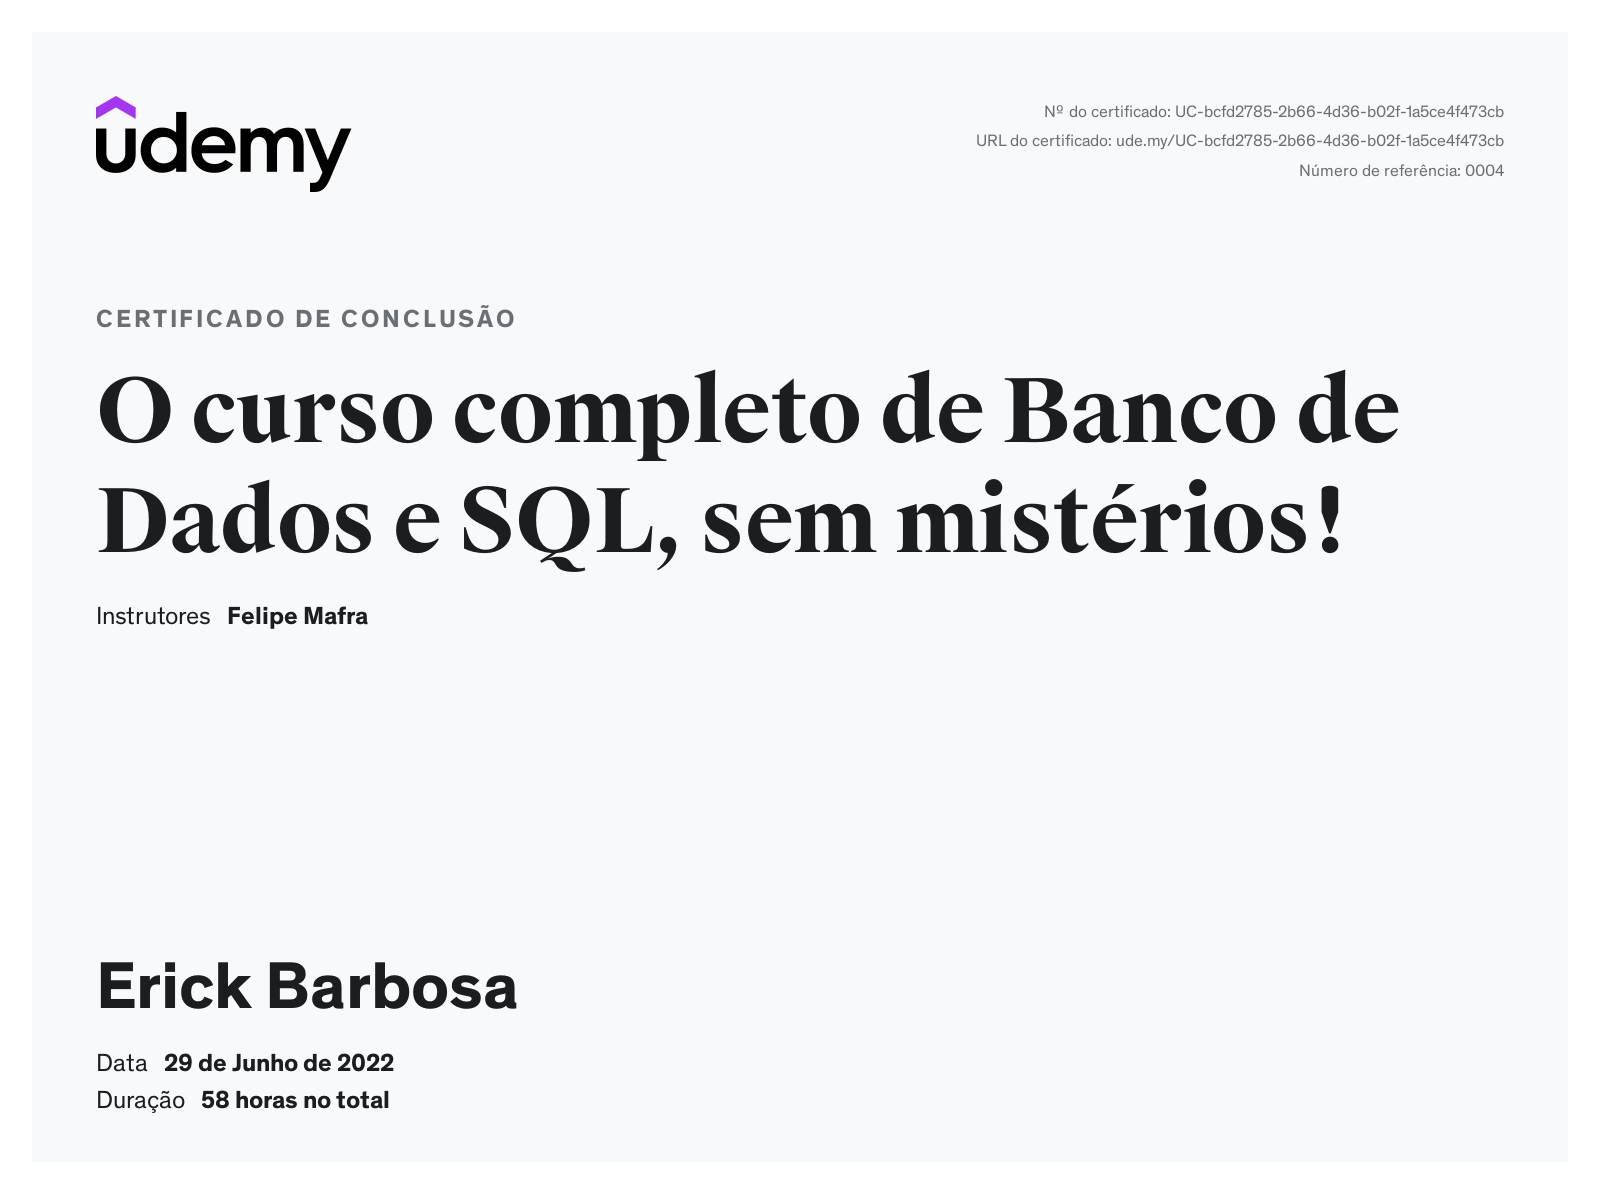 udemy
Nº do certificado: UC-bcfd2785-2b66-4d36-b02f-1a5ce4f473cb
URL do certificado: ude.my/UC-bcfd2785-2b66-4d36-b02f-1a5ce4f473cb
Número de referência: 0004
CERTIFICADO DE CONCLUSÃO
O curso completo de Banco de
Dados e SQL, sem mistérios!
Instrutores Felipe Mafra
Erick Barbosa
Data 29 de Junho de 2022
Duração 58 horas no total